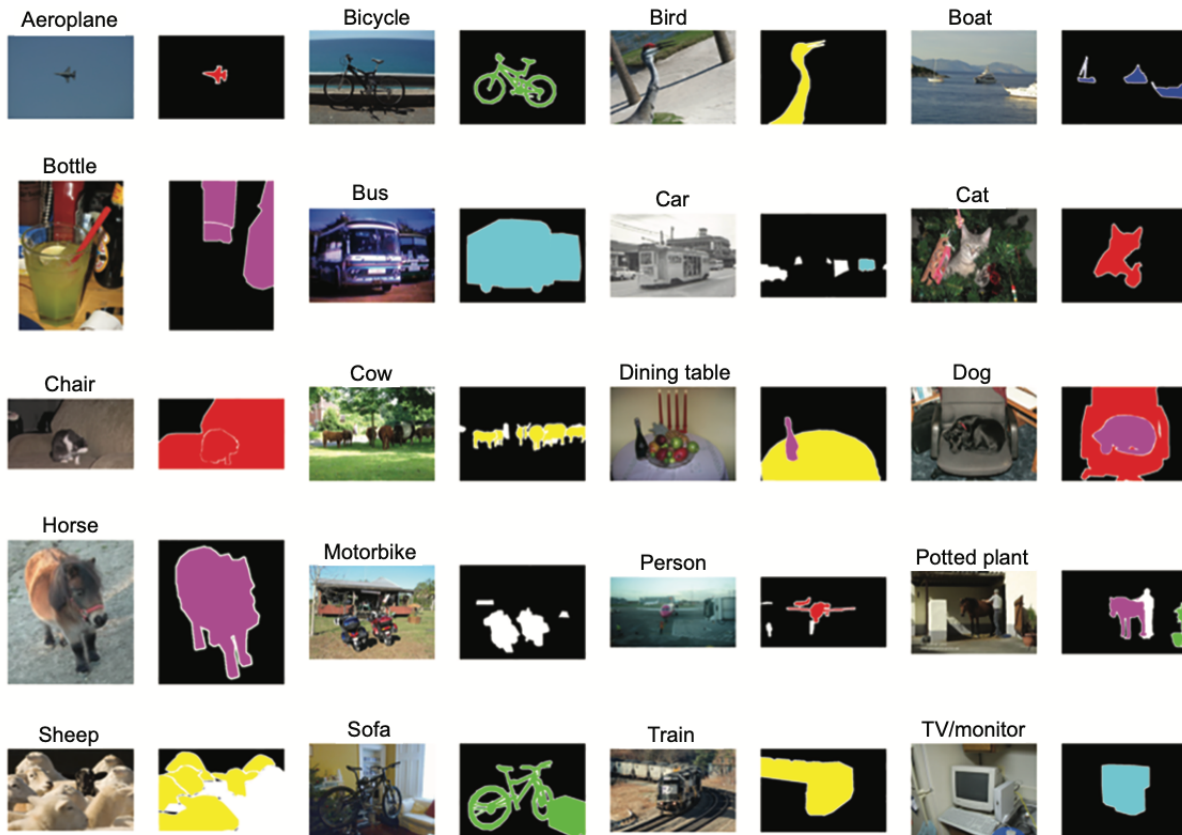 Aeroplane
Bicycle
Bird
Boat
Bottle
Bus
Car
Cat
Chair
Cow
Dining table
Dog
Horse
Motorbike
Person
Potted plant
Sheep
Sofa
Train
TV/monitor